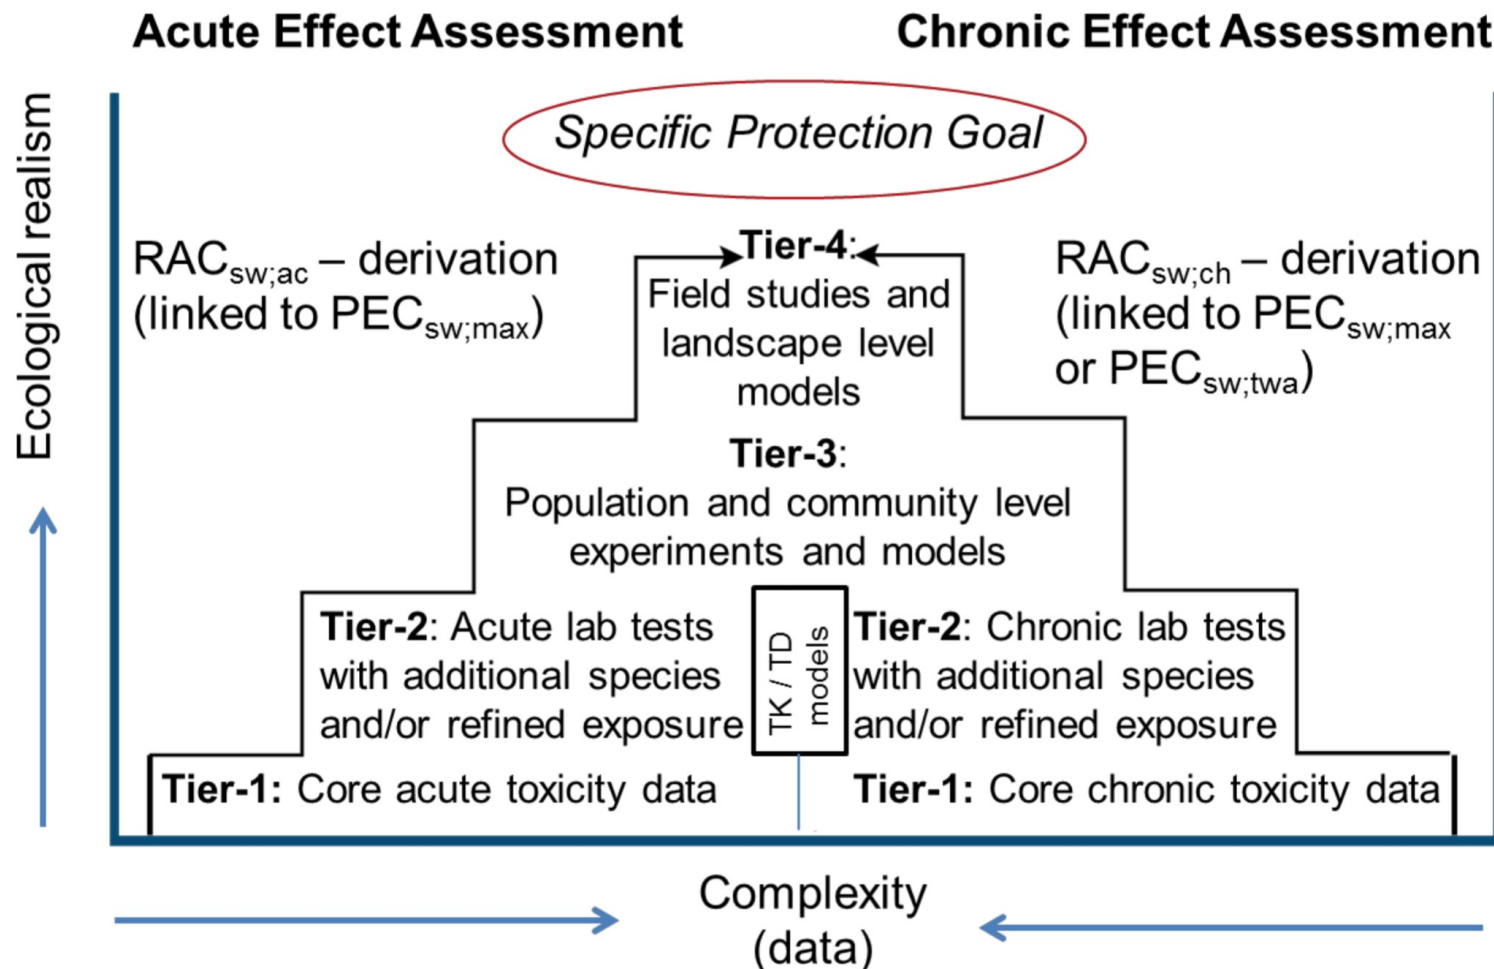 Acute Effect Assessment
Chronic Effect Assessment
Specific Protection Goal
Ecological realism
RACsw;ac – derivation
(linked to PECsw;max)
RACsw;ch – derivation
(linked to PECsw;max
or PECsw;twa)
Tier-4:
Field studies and
landscape level
models
Tier-3:
Population and community level
experiments and models
Tier-2: Acute lab tests
with additional species
and/or refined exposure
TK / TD
models
Tier-2: Chronic lab tests
with additional species
and/or refined exposure
Tier-1: Core acute toxicity data
Tier-1: Core chronic toxicity data
Complexity
(data)